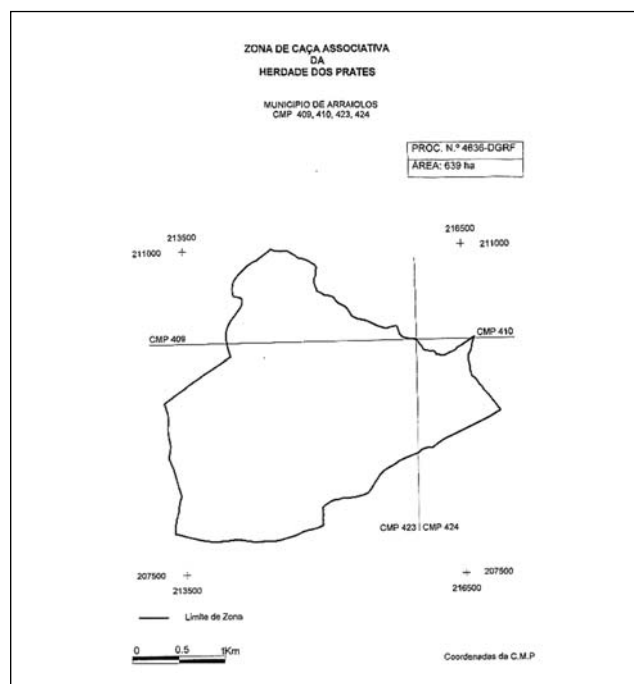 ZONA DE CAÇA ASSOCIATIVA
DA
HERDADE DOS PRATES
MUNICIPIO DE ARRAIOLOS
CMP 409, 410, 423, 424
PROC. N.º 4636-DGRF
ÁREA: 639 ha
213500
211000
216500
211000
CMP 409
CMP 410
CMP 423
CMP 424
207500
213500
207500
216500
Limite de Zona
0 0.5 1Km
Coordenadas da C.M.P